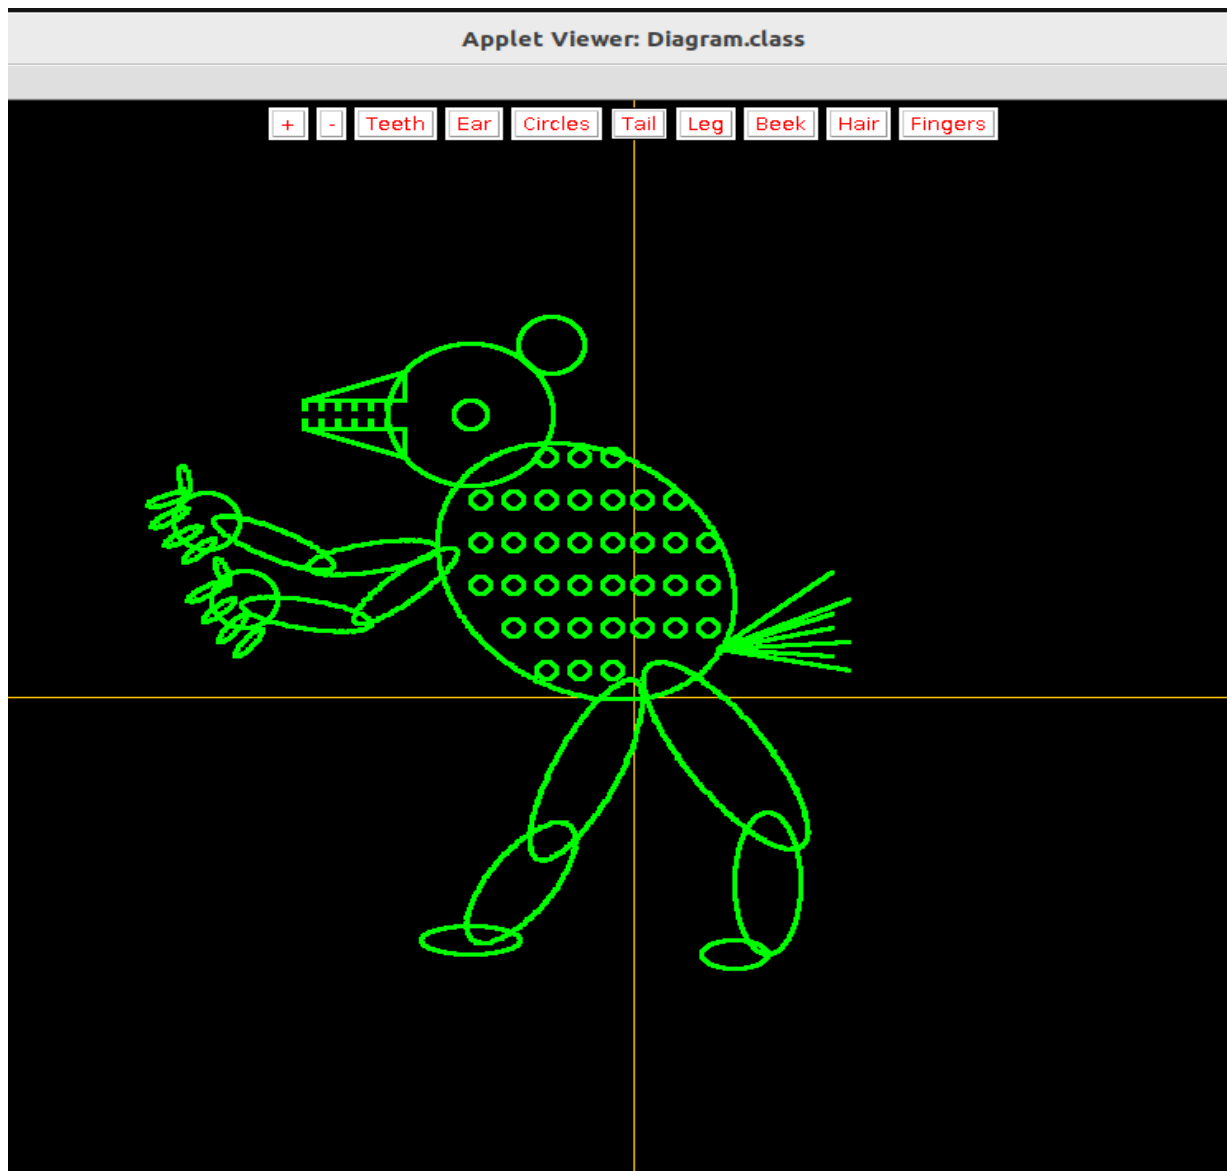 Applet Viewer: Diagram.class
+ - Teeth Ear Circles Tail Leg Beek Hair Fingers